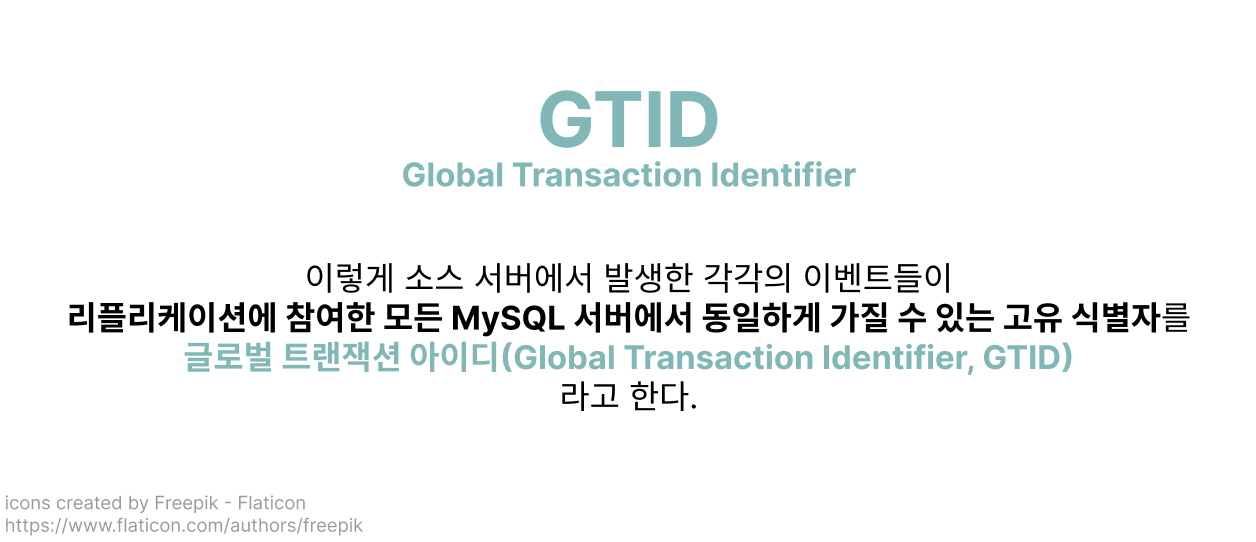 GTID
Global Transaction Identifier
이렇게 소스 서버에서 발생한 각각의 이벤트들이
리플리케이션에 참여한 모든 MySQL 서버에서 동일하게 가질 수 있는 고유 식별자를
글로벌 트랜잭션 아이디(Global Transaction Identifier, GTID)
라고 한다.
icons created by Freepik - Flaticon
https://www.flaticon.com/authors/freepik